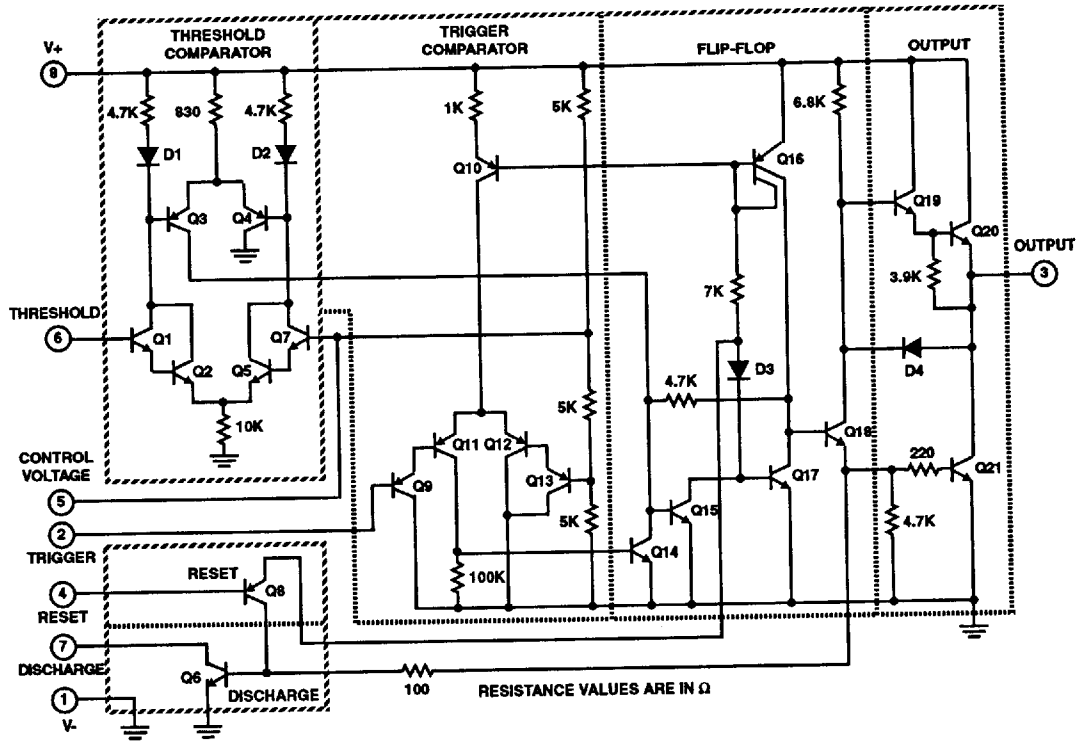 V+
8
THRESHOLD
COMPARATOR
TRIGGER
COMPARATOR
FLIP-FLOP
OUTPUT
4.7K
830
4.7K
1K
5K
6.8K
D1
D2
Q10
Q16
Q3
Q4
Q19
Q20
OUTPUT
3
3.9K
7K
THRESHOLD
6
Q1
Q7
Q2
Q5
D3
D4
4.7K
5K
10K
Q11
Q12
Q18
CONTROL
VOLTAGE
5
Q9
Q13
Q17
220
Q21
2
TRIGGER
5K
Q15
4.7K
Q14
100K
RESET
Q8
4
RESET
7
DISCHARGE
Q6
DISCHARGE
100
RESISTANCE VALUES ARE IN Ω
1
V-